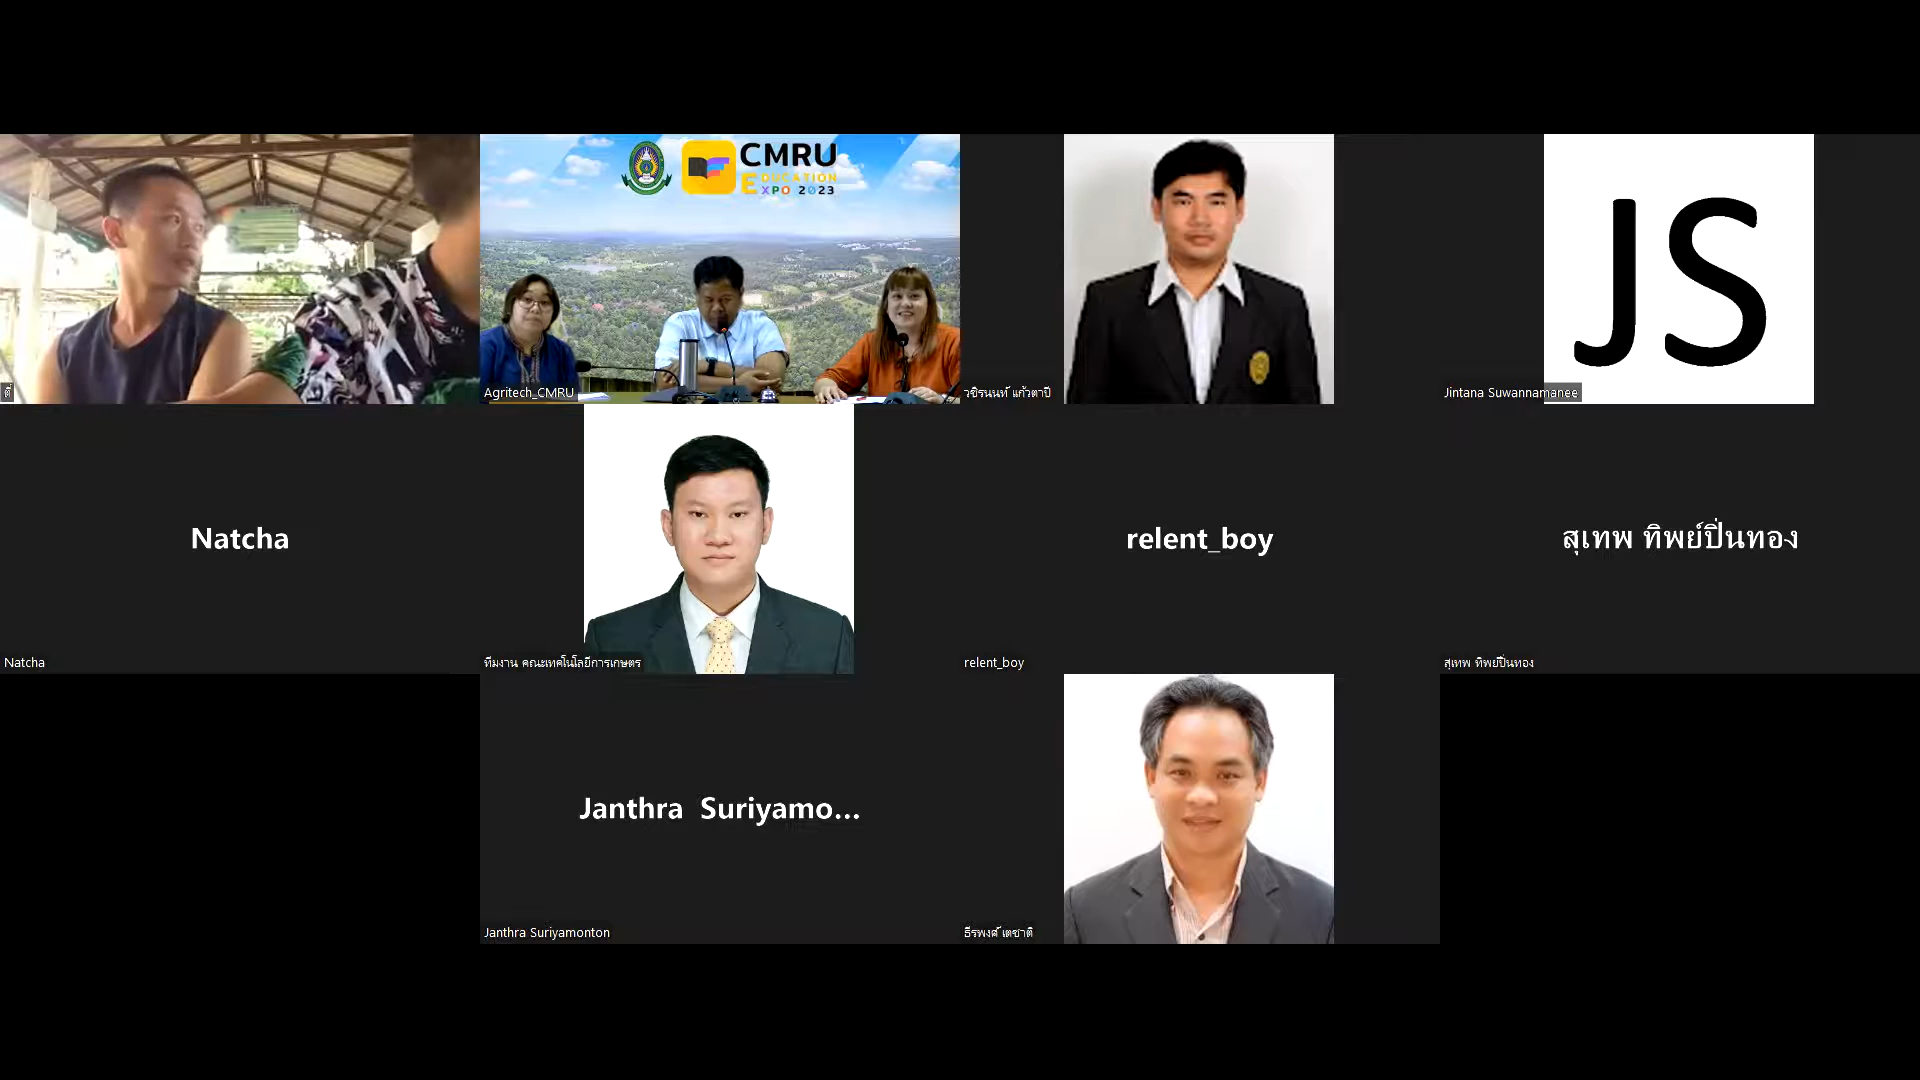 CMRU
EDUCATION
EXPO 2023
ตี๋
Agritech_CMRU
วชิรนนท์ แก้วตาปี
JS
Jintana Suwannamanee
Natcha
relent_boy
สุเทพ ทิพย์ปิ่นทอง
Natcha
ทีมงาน คณะเทคโนโลยีการเกษตร
relent_boy
สุเทพ ทิพย์ปิ่นทอง
Janthra Suriyamo...
Janthra Suriyamonton
ธีรพงศ์ เตชาติ